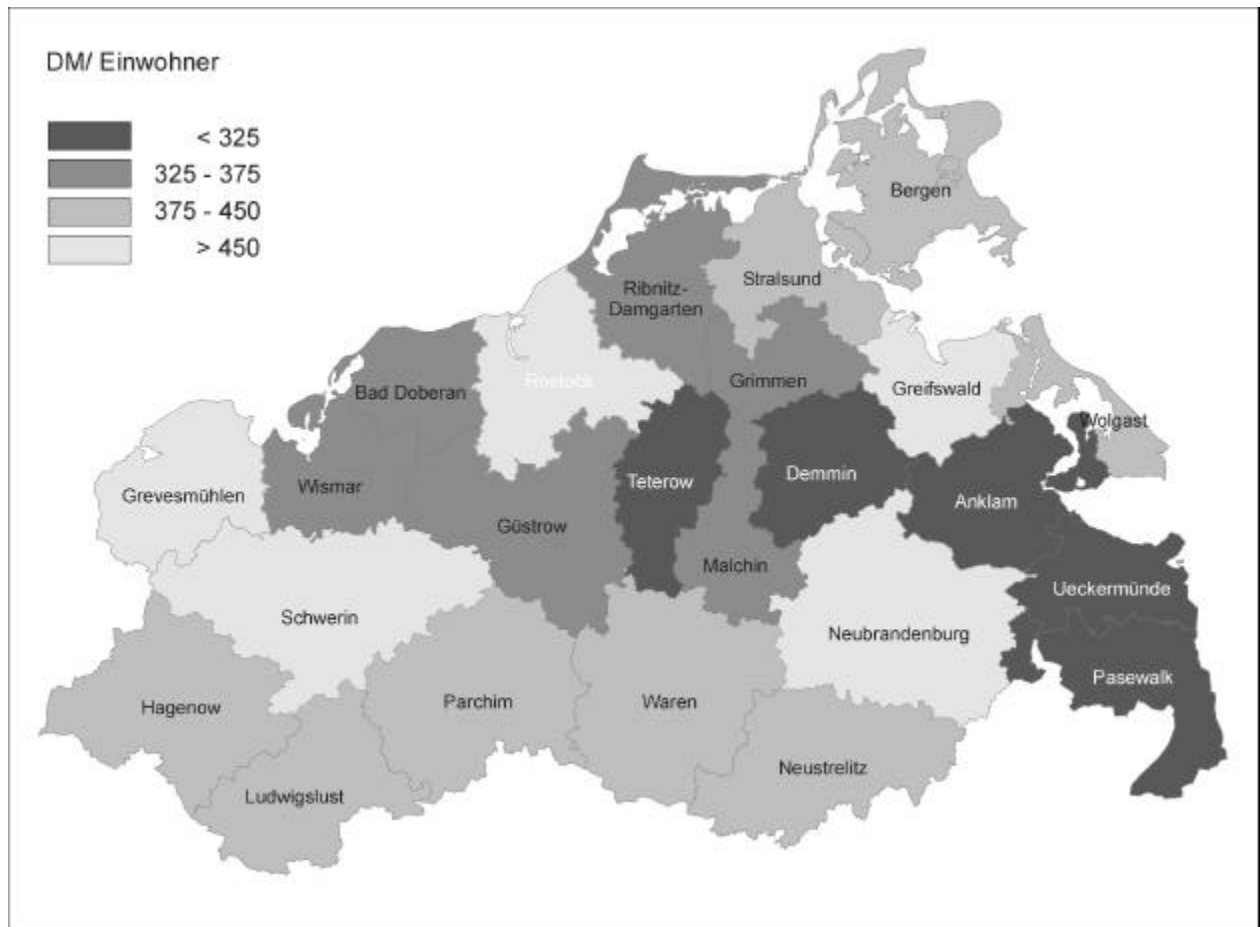 DM/ Einwohner
< 325
325 - 375
375 - 450
> 450
Bergen
Stralsund
Ribnitz-
Damgarten
Rostock
Grimmen
Greifswald
Bad Doberan
Wolgast
Teterow
Demmin
Anklam
Grevesmühlen
Wismar
Güstrow
Malchin
Ueckermünde
Schwerin
Neubrandenburg
Pasewalk
Hagenow
Parchim
Waren
Neustrelitz
Ludwigslust